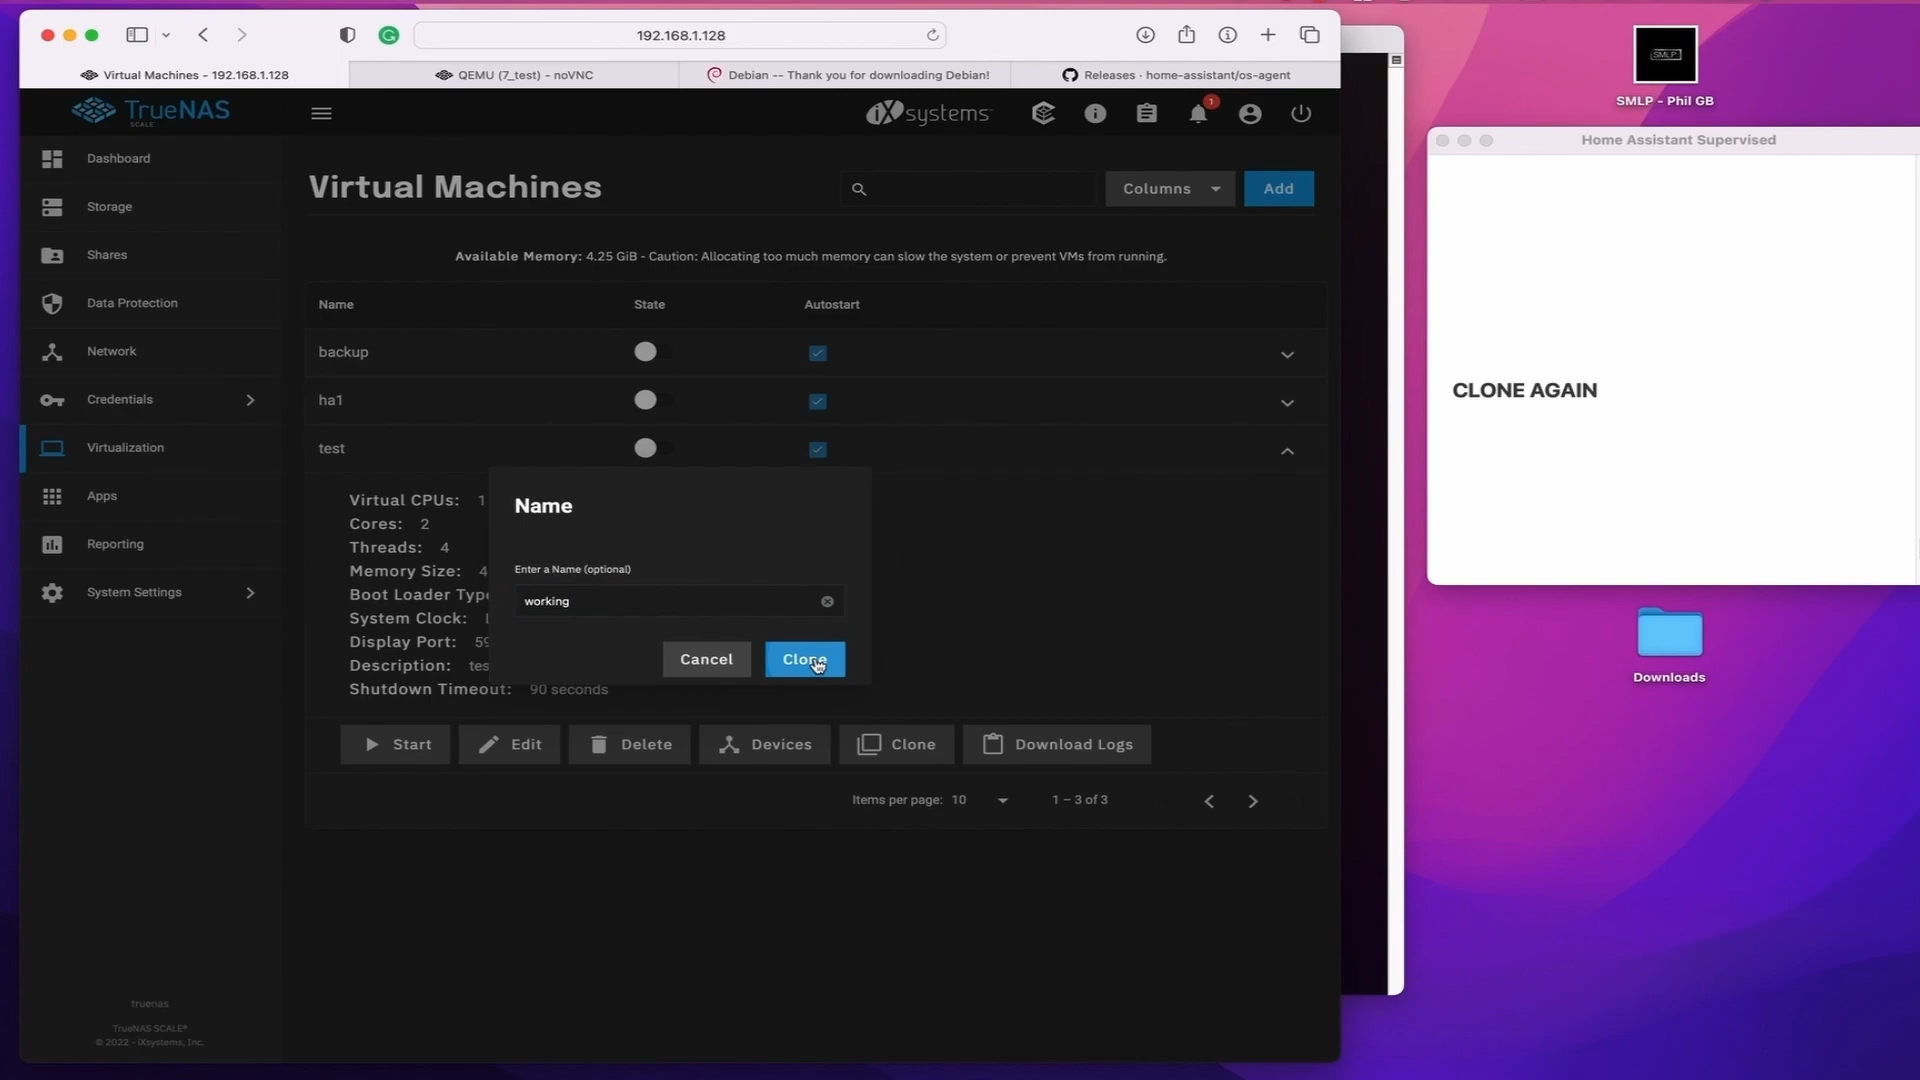 192.168.1.128
Virtual Machines - 192.168.1.128
QEMU (7_test) - noVNC
Debian -- Thank you for downloading Debian!
Releases · home-assistant/os-agent
TrueNAS
SCALE
iXsystems
1
Dashboard
Storage
Shares
Data Protection
Network
Credentials
Virtualization
Apps
Reporting
System Settings
truenas
TrueNAS SCALE®
© 2022 - iXsystems, Inc.
Virtual Machines
Columns
Add
Available Memory: 4.25 GiB - Caution: Allocating too much memory can slow the system or prevent VMs from running.
Name State Autostart
backup
ha1
test
Virtual CPUs: 1
Cores: 2
Threads: 4
Memory Size: 4
Boot Loader Type
System Clock:
Display Port: 59
Description: tes
Shutdown Timeout: 90 seconds
Name
Enter a Name (optional)
working
Cancel
Clone
Start
Edit
Delete
Devices
Clone
Download Logs
Items per page: 10
1 – 3 of 3
SMLP
SMLP - Phil GB
Home Assistant Supervised
CLONE AGAIN
Downloads